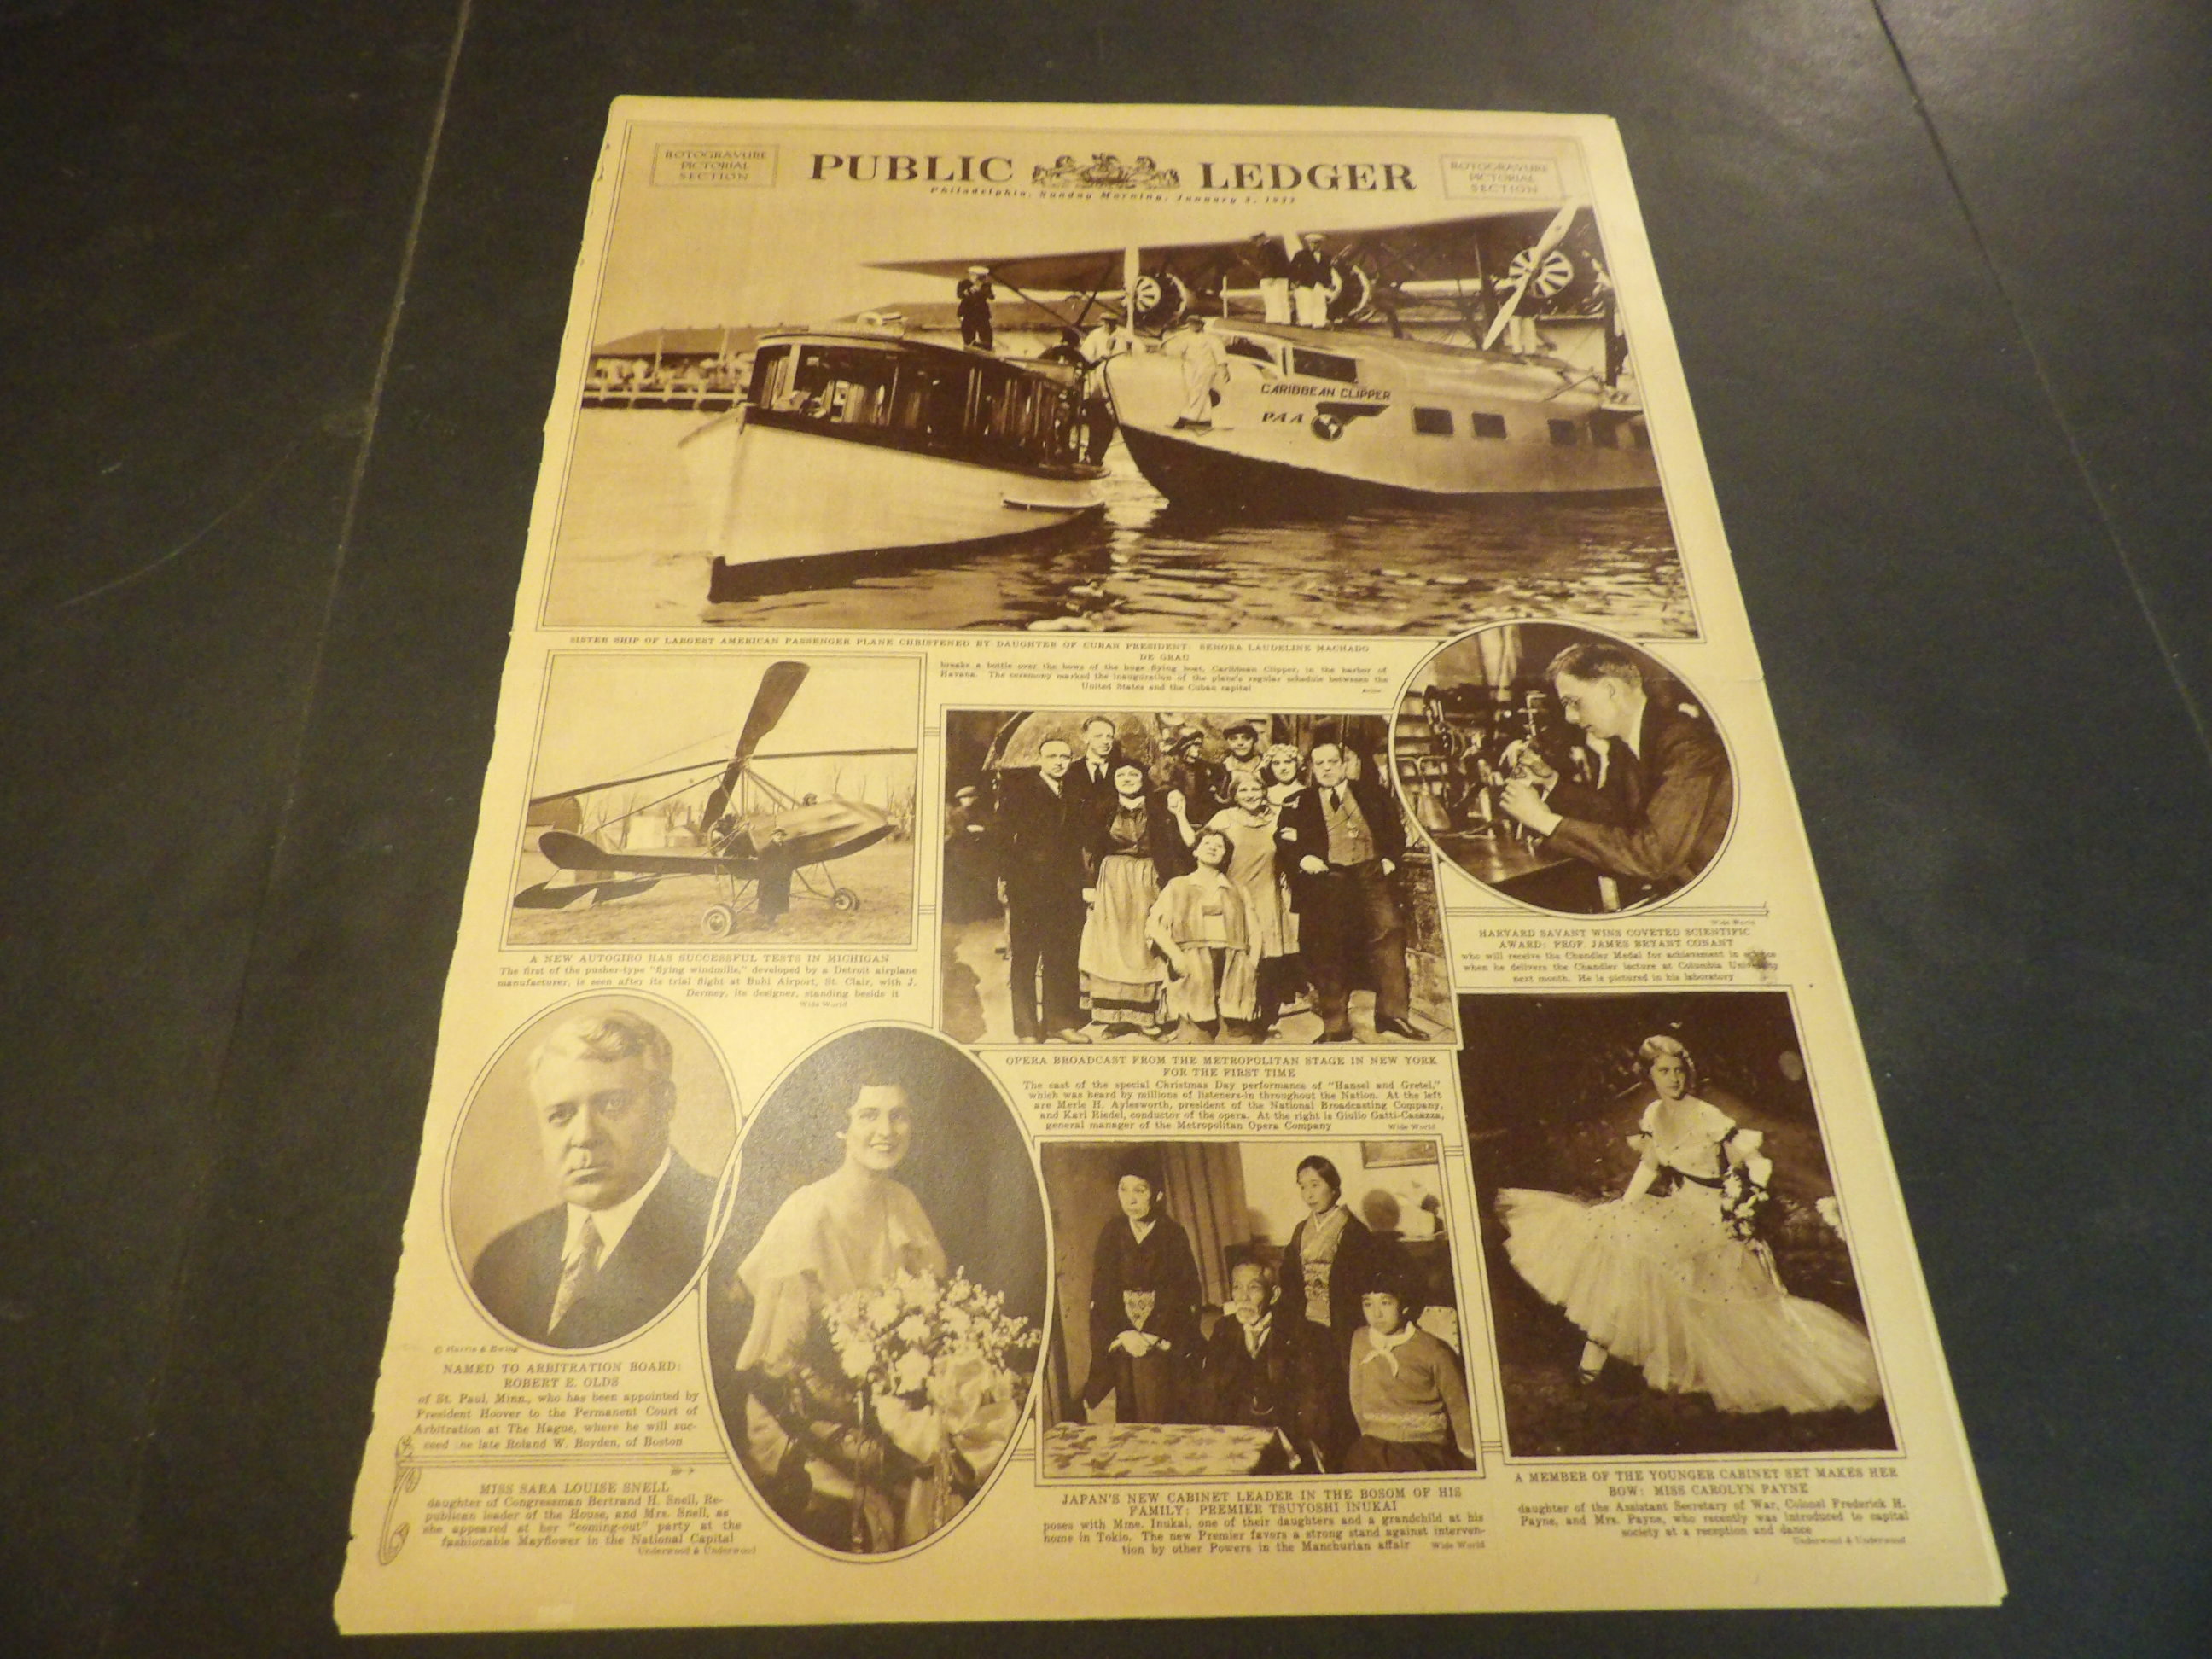 ROTOGRAVURE
PICTORIAL
SECTION
PUBLIC LEDGER
ROTOGRAVURE
PICTORIAL
SECTION
Philadelphia, Sunday Morning, January
CARIBBEAN CLIPPER
PAA
SISTER SHIP OF LARGEST AMERICAN PASSENGER PLANE CHRISTENED BY DAUGHTER OF CUBAN PRESIDENT: SENORA LAUDELINE MACHADO
DE GRAU
breaks a bottle over the bows of the huge flying boat, Caribbean Clipper, in the harbor of
Havana. The ceremony marked the inauguration of the plane's regular schedule between the
United States and the Cuban capital
A NEW AUTOGIRO HAS SUCCESSFUL TESTS IN MICHIGAN
The first of the pusher-type "flying windmills," developed by a Detroit airplane
manufacturer, is seen after its trial flight at Buhl Airport, St. Clair, with J.
Dermey, its designer, standing beside it
Wide World
Wide World
HARVARD SAVANT WINS COVETED SCIENTIFIC
AWARD: PROF. JAMES BRYANT CONANT
who will receive the Chandler Medal for achievement in
when he delivers the Chandler lecture at Columbia
next month. He is pictured in his laboratory
OPERA BROADCAST FROM THE METROPOLITAN STAGE IN NEW YORK
FOR THE FIRST TIME
The cast of the special Christmas Day performance of "Hansel and Gretel,"
which was heard by millions of listeners-in throughout the Nation. At the left
are Merle H. Aylesworth, president of the National Broadcasting Company,
and Karl Riedel, conductor of the opera. At the right is Giulio Gatti-Casazza,
general manager of the Metropolitan Opera Company
Wide World
© Harris & Ewing
NAMED TO ARBITRATION BOARD:
ROBERT E. OLDS
of St. Paul, Minn., who has been appointed by
President Hoover to the Permanent Court of
Arbitration at The Hague, where he will suc-
ceed late Roland W. Boyden, of Boston
MISS SARA LOUISE SNELL
daughter of Congressman Bertrand H. Snell, Re-
publican leader of the House, and Mrs. Snell, as
she appeared at her "coming-out" party at the
fashionable Mayflower in the National Capital
Underwood & Underwood
JAPAN'S NEW CABINET LEADER IN THE BOSOM OF HIS
FAMILY: PREMIER TSUYOSHI INUKAI
poses with Mme. Inukai, one of their daughters and a grandchild at his
home in Tokio. The new Premier favors a strong stand against interven-
tion by other Powers in the Manchurian affair
Wide World
A MEMBER OF THE YOUNGER CABINET SET MAKES HER
BOW: MISS CAROLYN PAYNE
daughter of the Assistant Secretary of War, Colonel Frederick H.
Payne, and Mrs. Payne, who recently was introduced to capital
society at a reception and dance
Underwood & Underwood